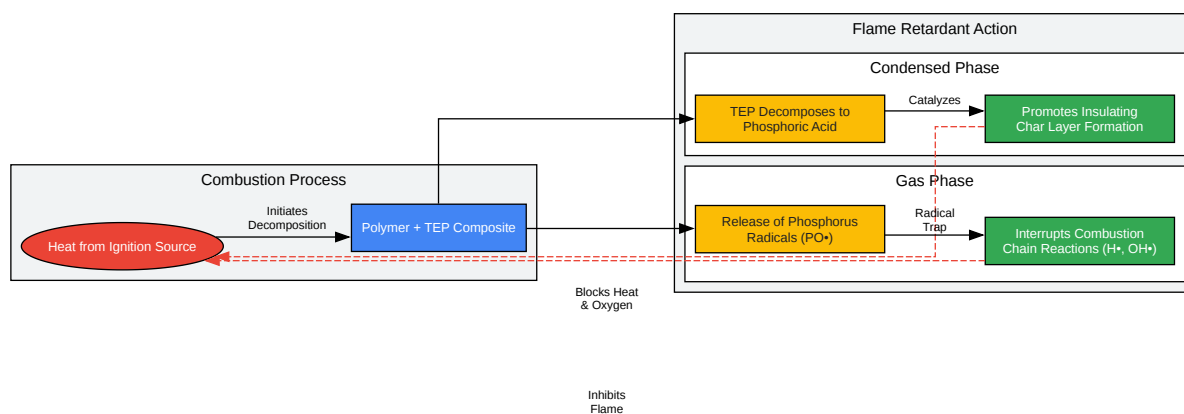 Flame Retardant Action
Condensed Phase
TEP Decomposes to
Phosphoric Acid
Catalyzes
Promotes Insulating
Char Layer Formation
Combustion Process
Heat from Ignition Source
Initiates
Decomposition
Polymer + TEP Composite
Gas Phase
Release of Phosphorus
Radicals (PO•)
Radical
Trap
Interrupts Combustion
Chain Reactions (H•, OH•)
Blocks Heat
& Oxygen
Inhibits
Flame